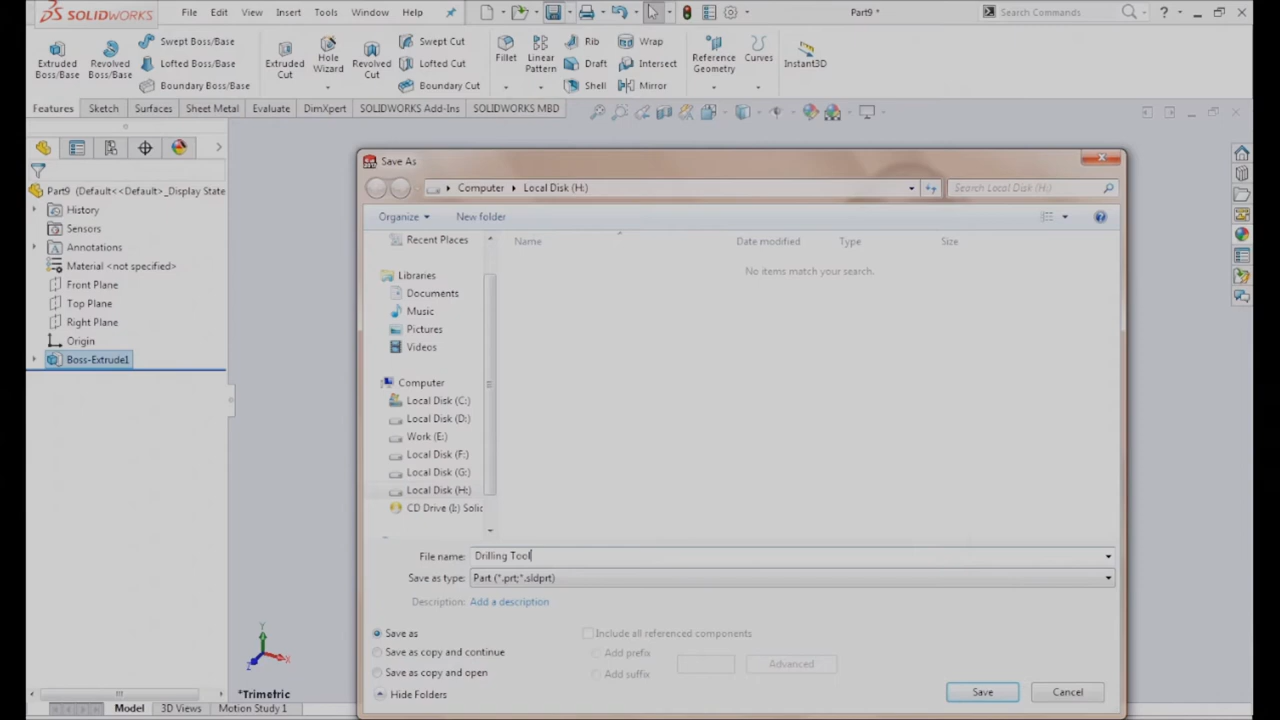 SOLIDWORKS File Edit View Insert Tools Window Help Part9 * Search Commands
Extruded Boss/Base Revolved Boss/Base Swept Boss/Base Lofted Boss/Base Boundary Boss/Base Extruded Cut Hole Wizard Revolved Cut Swept Cut Lofted Cut Boundary Cut Fillet Linear Pattern Rib Draft Shell Wrap Intersect Mirror Reference Geometry Curves Instant3D
Features Sketch Surfaces Sheet Metal Evaluate DimXpert SOLIDWORKS Add-Ins SOLIDWORKS MBD
Part9 (Default<<Default>_Display State
History
Sensors
Annotations
Material <not specified>
Front Plane
Top Plane
Right Plane
Origin
Boss-Extrude1
Save As
Computer Local Disk (H:) Search Local Disk (H:)
Organize New folder
Name Date modified Type Size
No items match your search.
Recent Places
Libraries
Documents
Music
Pictures
Videos
Computer
Local Disk (C:)
Local Disk (D:)
Work (E:)
Local Disk (F:)
Local Disk (G:)
Local Disk (H:)
CD Drive (I:) Solid
File name: Drilling Tool
Save as type: Part (*.prt;*.sldprt)
Description: Add a description
Save as
Save as copy and continue
Save as copy and open
Include all referenced components
Add prefix
Add suffix
Advanced
Hide Folders
Save Cancel
Y
X
Z
*Trimetric
Model 3D Views Motion Study 1